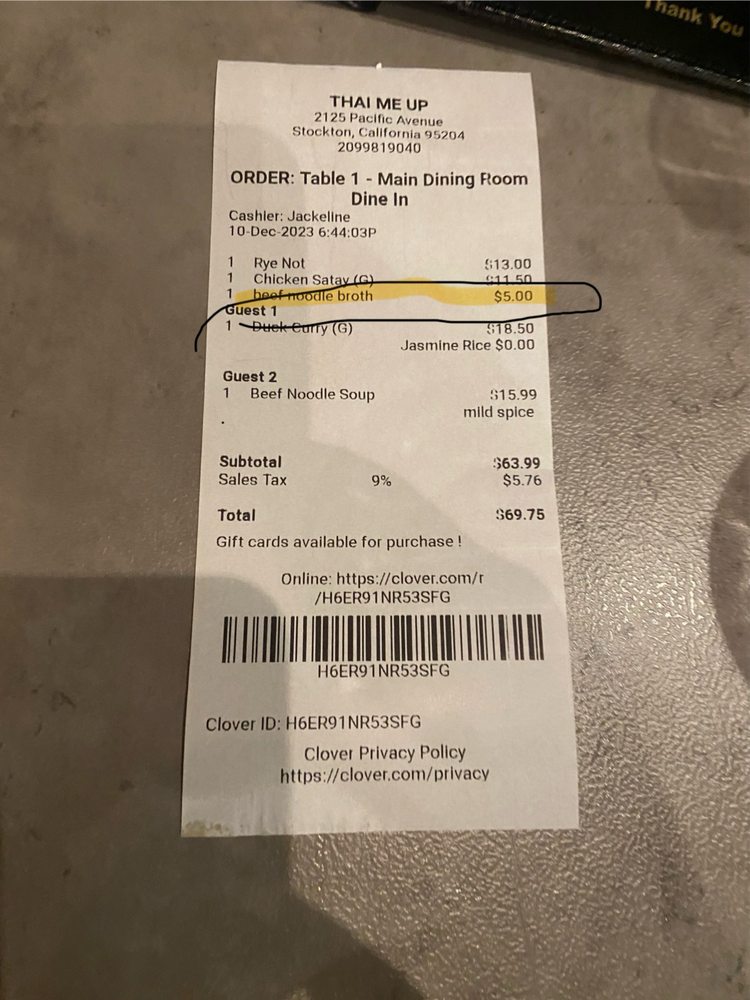 Thank You
THAI ME UP
2125 Pacific Avenue
Stockton, California 95204
2099819040
ORDER: Table 1 - Main Dining Room
Dine In
Cashier: Jackeline
10-Dec-2023 6:44:03P
1 Rye Not $13.00
1 Chicken Satay (G) $11.50
1 beef noodle broth $5.00
Guest 1
1 Duck Curry (G) $18.50
Jasmine Rice $0.00
Guest 2
1 Beef Noodle Soup $15.99
mild spice
.
Subtotal $63.99
Sales Tax 9% $5.76
Total $69.75
Gift cards available for purchase !
Online: https://clover.com/r
/H6ER91NR53SFG
H6ER91NR53SFG
Clover ID: H6ER91NR53SFG
Clover Privacy Policy
https://clover.com/privacy